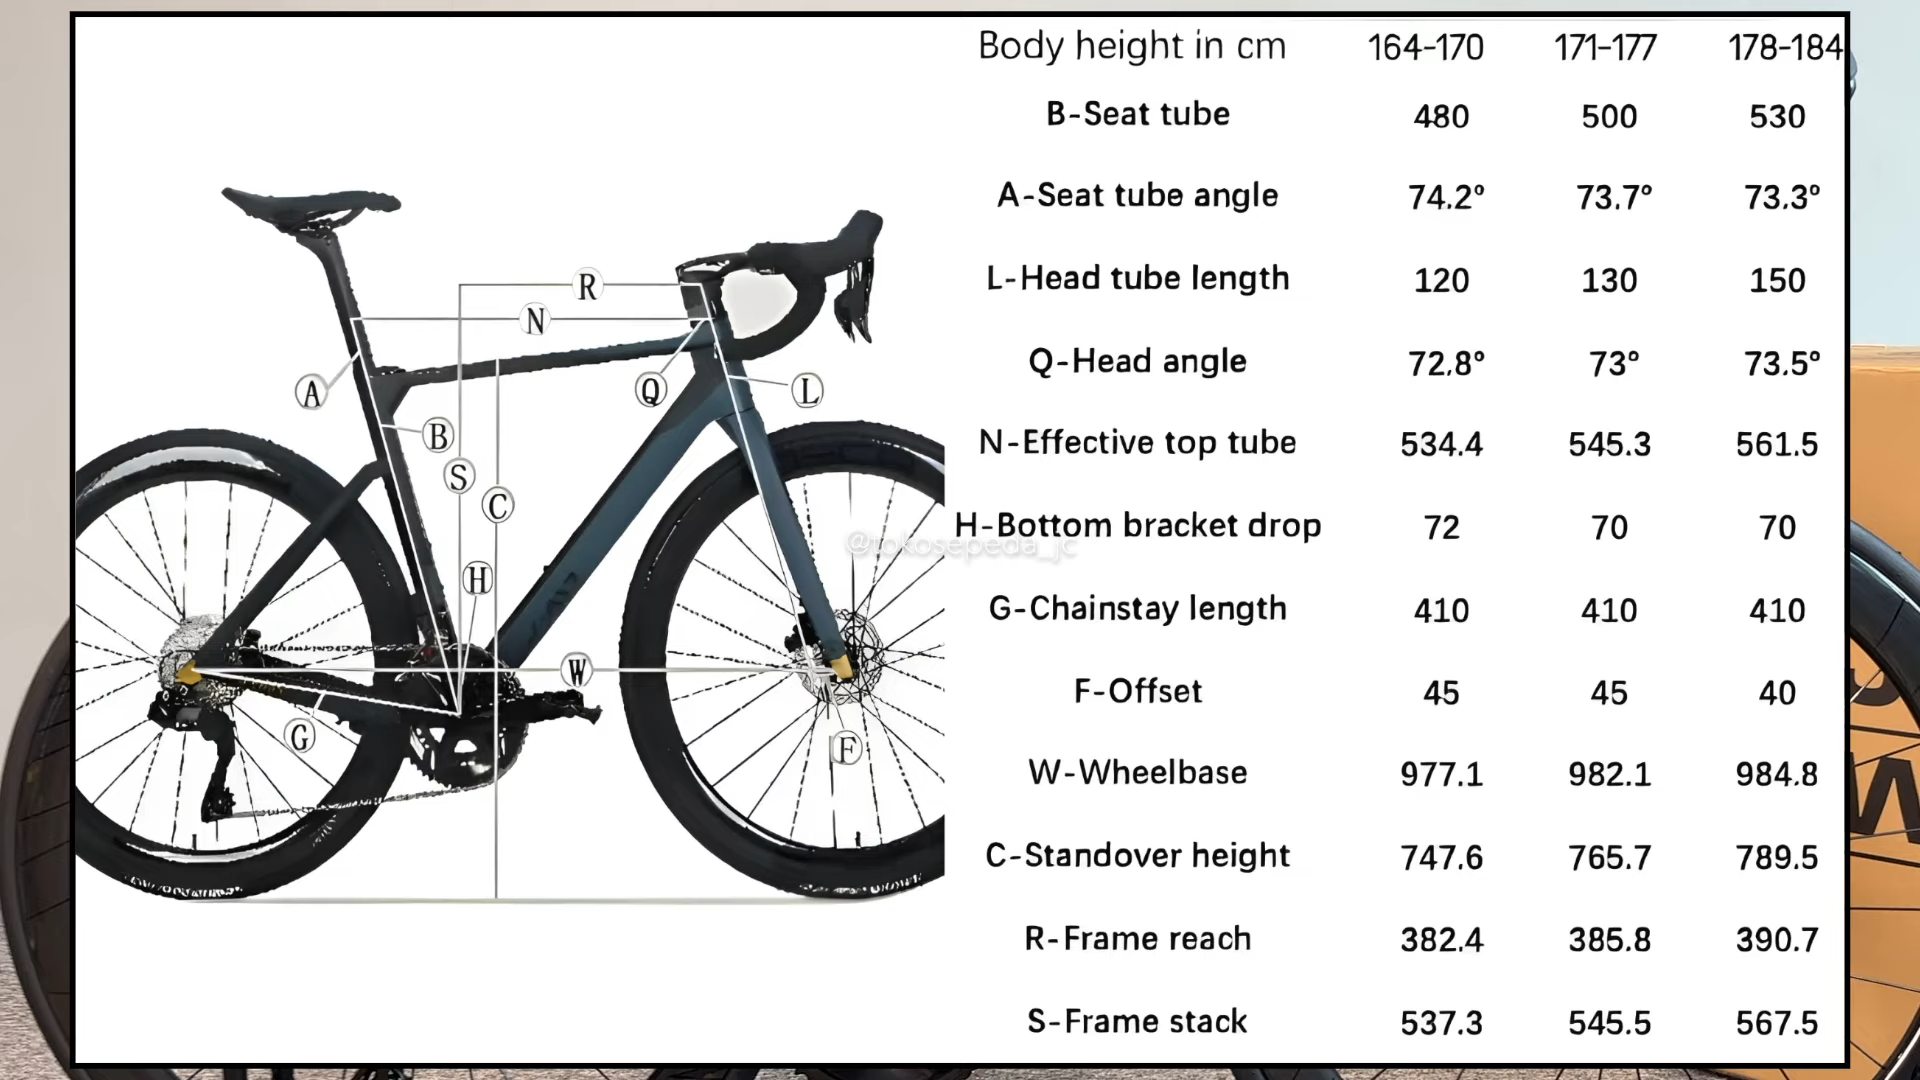 Body height in cm 164-170 171-177 178-184
B-Seat tube 480 500 530
A-Seat tube angle 74.2° 73.7° 73.3°
L-Head tube length 120 130 150
Q-Head angle 72.8° 73° 73.5°
N-Effective top tube 534.4 545.3 561.5
H-Bottom bracket drop 72 70 70
G-Chainstay length 410 410 410
F-Offset 45 45 40
W-Wheelbase 977.1 982.1 984.8
C-Standover height 747.6 765.7 789.5
R-Frame reach 382.4 385.8 390.7
S-Frame stack 537.3 545.5 567.5
R
N
A
Q
L
B
S
C
H
W
G
F
@tokosepeda_jc